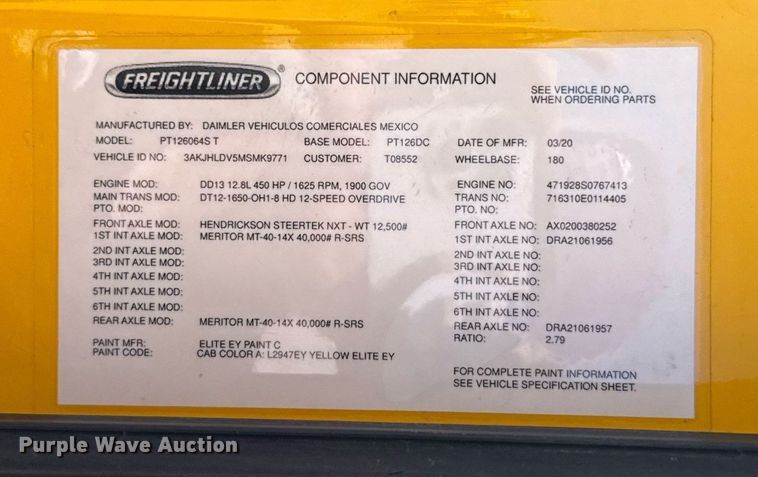 FREIGHTLINER® COMPONENT INFORMATION
SEE VEHICLE ID NO.
WHEN ORDERING PARTS
MANUFACTURED BY: DAIMLER VEHICULOS COMERCIALES MEXICO
MODEL: PT126064S T BASE MODEL: PT126DC DATE OF MFR: 03/20
VEHICLE ID NO: 3AKJHLDV5MSMK9771 CUSTOMER: T08552 WHEELBASE: 180
ENGINE MOD: DD13 12.8L 450 HP / 1625 RPM, 1900 GOV ENGINE NO: 471928S0767413
MAIN TRANS MOD: DT12-1650-OH1-8 HD 12-SPEED OVERDRIVE TRANS NO: 716310E0114405
PTO. MOD: PTO. NO:
FRONT AXLE MOD: HENDRICKSON STEERTEK NXT - WT 12,500# FRONT AXLE NO: AX0200380252
1ST INT AXLE MOD: MERITOR MT-40-14X 40,000# R-SRS 1ST INT AXLE NO: DRA21061956
2ND INT AXLE MOD: 2ND INT AXLE NO:
3RD INT AXLE MOD: 3RD INT AXLE NO:
4TH INT AXLE MOD: 4TH INT AXLE NO:
5TH INT AXLE MOD: 5TH INT AXLE NO:
6TH INT AXLE MOD: 6TH INT AXLE NO:
REAR AXLE MOD: MERITOR MT-40-14X 40,000# R-SRS REAR AXLE NO: DRA21061957
RATIO: 2.79
PAINT MFR: ELITE EY PAINT C
PAINT CODE: CAB COLOR A: L2947EY YELLOW ELITE EY
FOR COMPLETE PAINT INFORMATION
SEE VEHICLE SPECIFICATION SHEET.
Purple Wave Auction